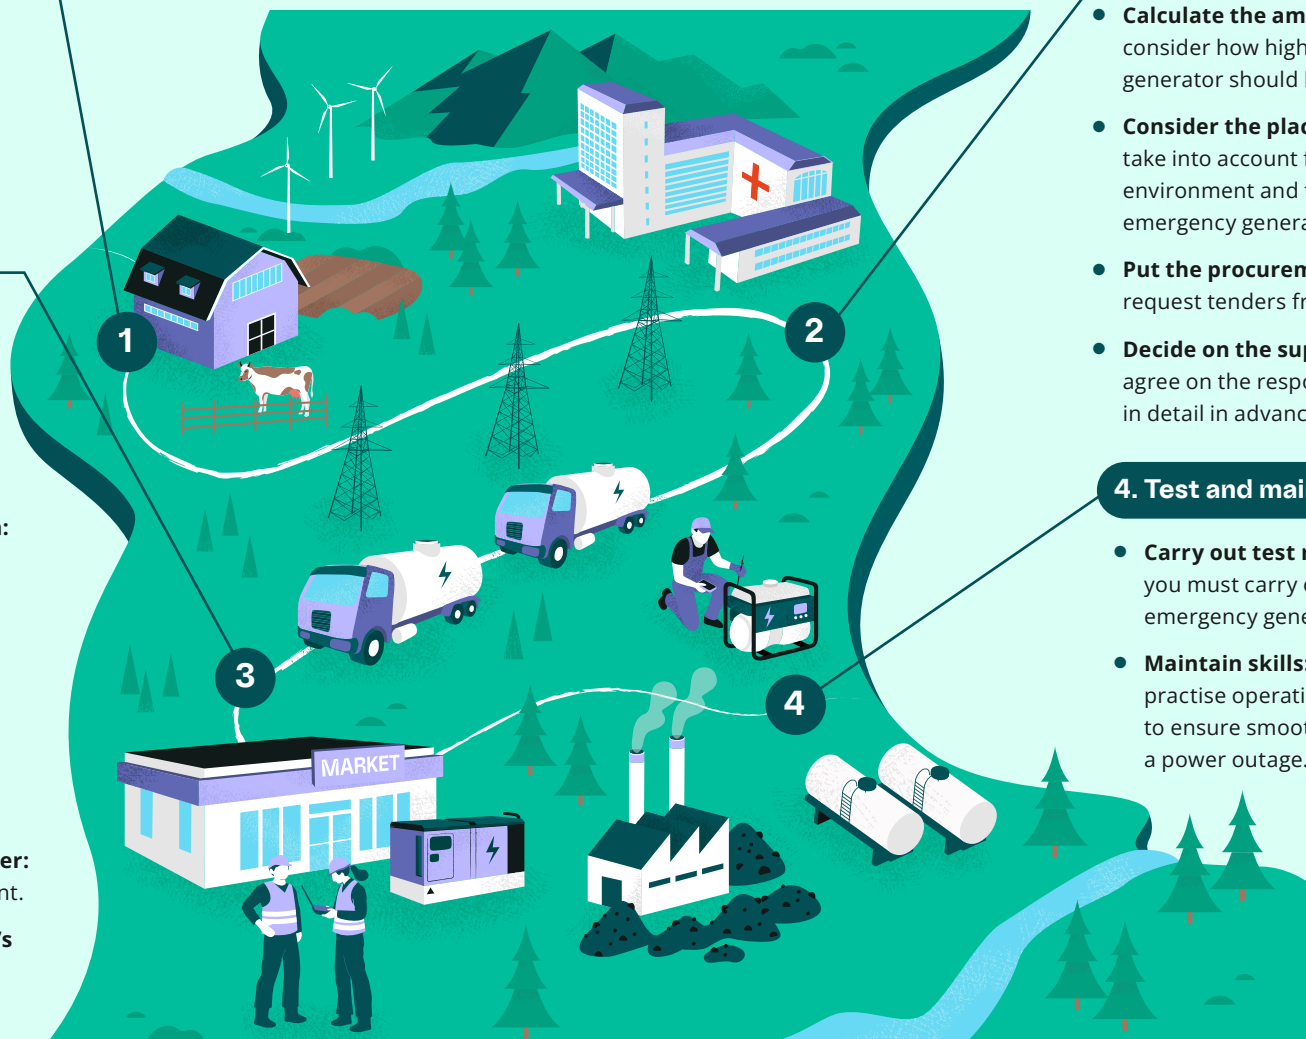 Calculate the am
consider how high
generator should
Consider the plac
take into account
environment and
emergency genera
Put the procurem
request tenders fr
Decide on the sup
agree on the respo
in detail in advanc
4. Test and mai
Carry out test
you must carry
emergency gene
Maintain skills:
practise operati
to ensure smoot
a power outage.
1
2
3
4
MARKET
:
er:
nt.
's